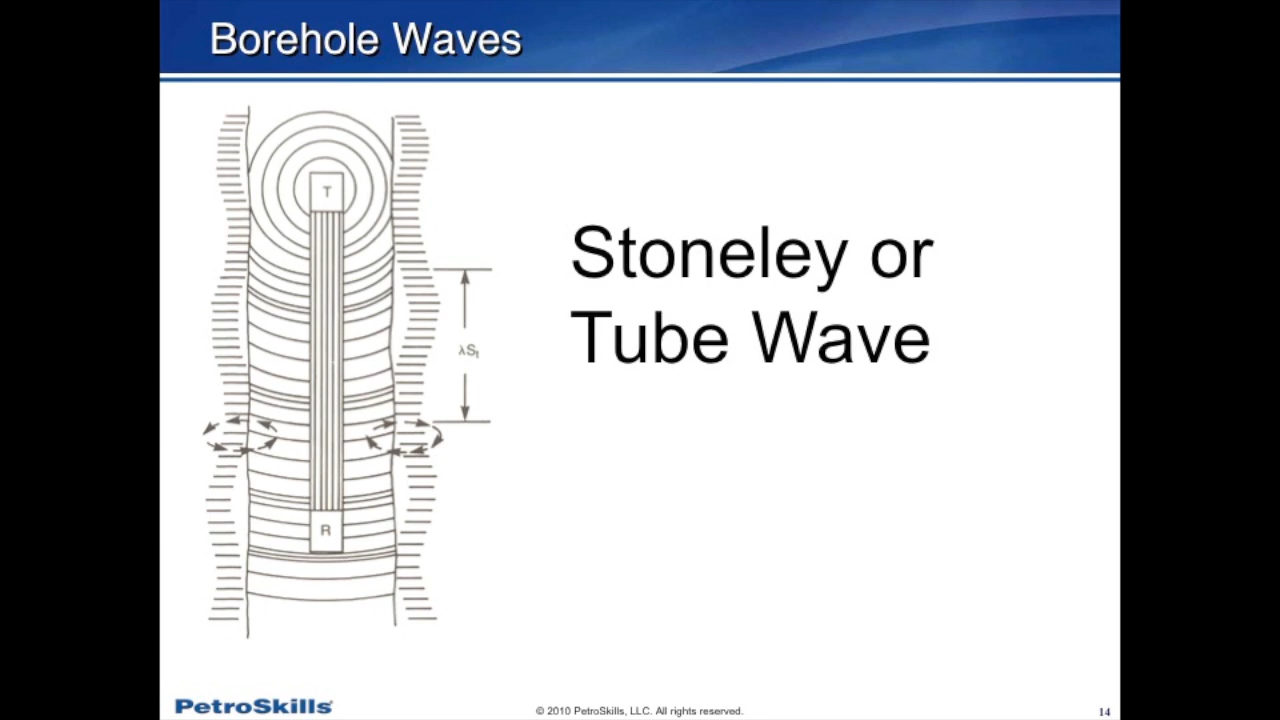 Borehole Waves
T
λSₜ
R
Stoneley or
Tube Wave
PetroSkills
© 2010 PetroSkills, LLC. All rights reserved.
14